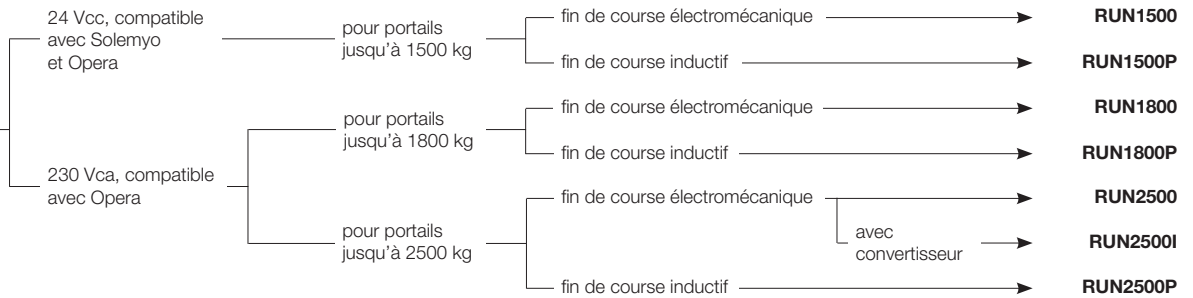 24 Vcc, compatible
avec Solemyo
et Opera
pour portails
jusqu'à 1500 kg
fin de course électromécanique
RUN1500
fin de course inductif
RUN1500P
230 Vca, compatible
avec Opera
pour portails
jusqu'à 1800 kg
fin de course électromécanique
RUN1800
fin de course inductif
RUN1800P
pour portails
jusqu'à 2500 kg
fin de course électromécanique
RUN2500
avec
convertisseur
RUN2500I
fin de course inductif
RUN2500P